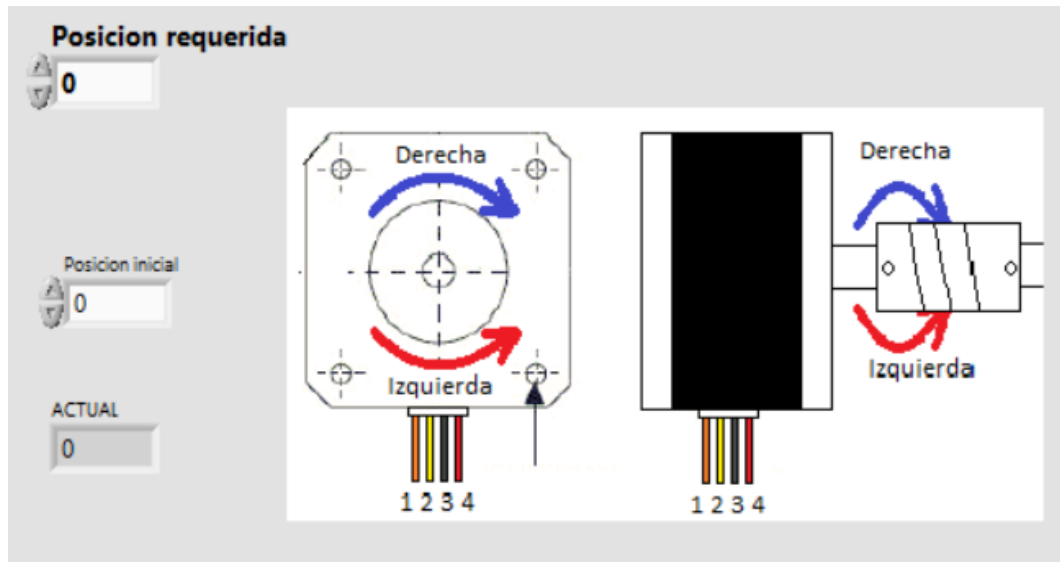 Posicion requerida
0
Posicion inicial
0
ACTUAL
0
Derecha
Izquierda
1 2 3 4
Derecha
Izquierda
1 2 3 4